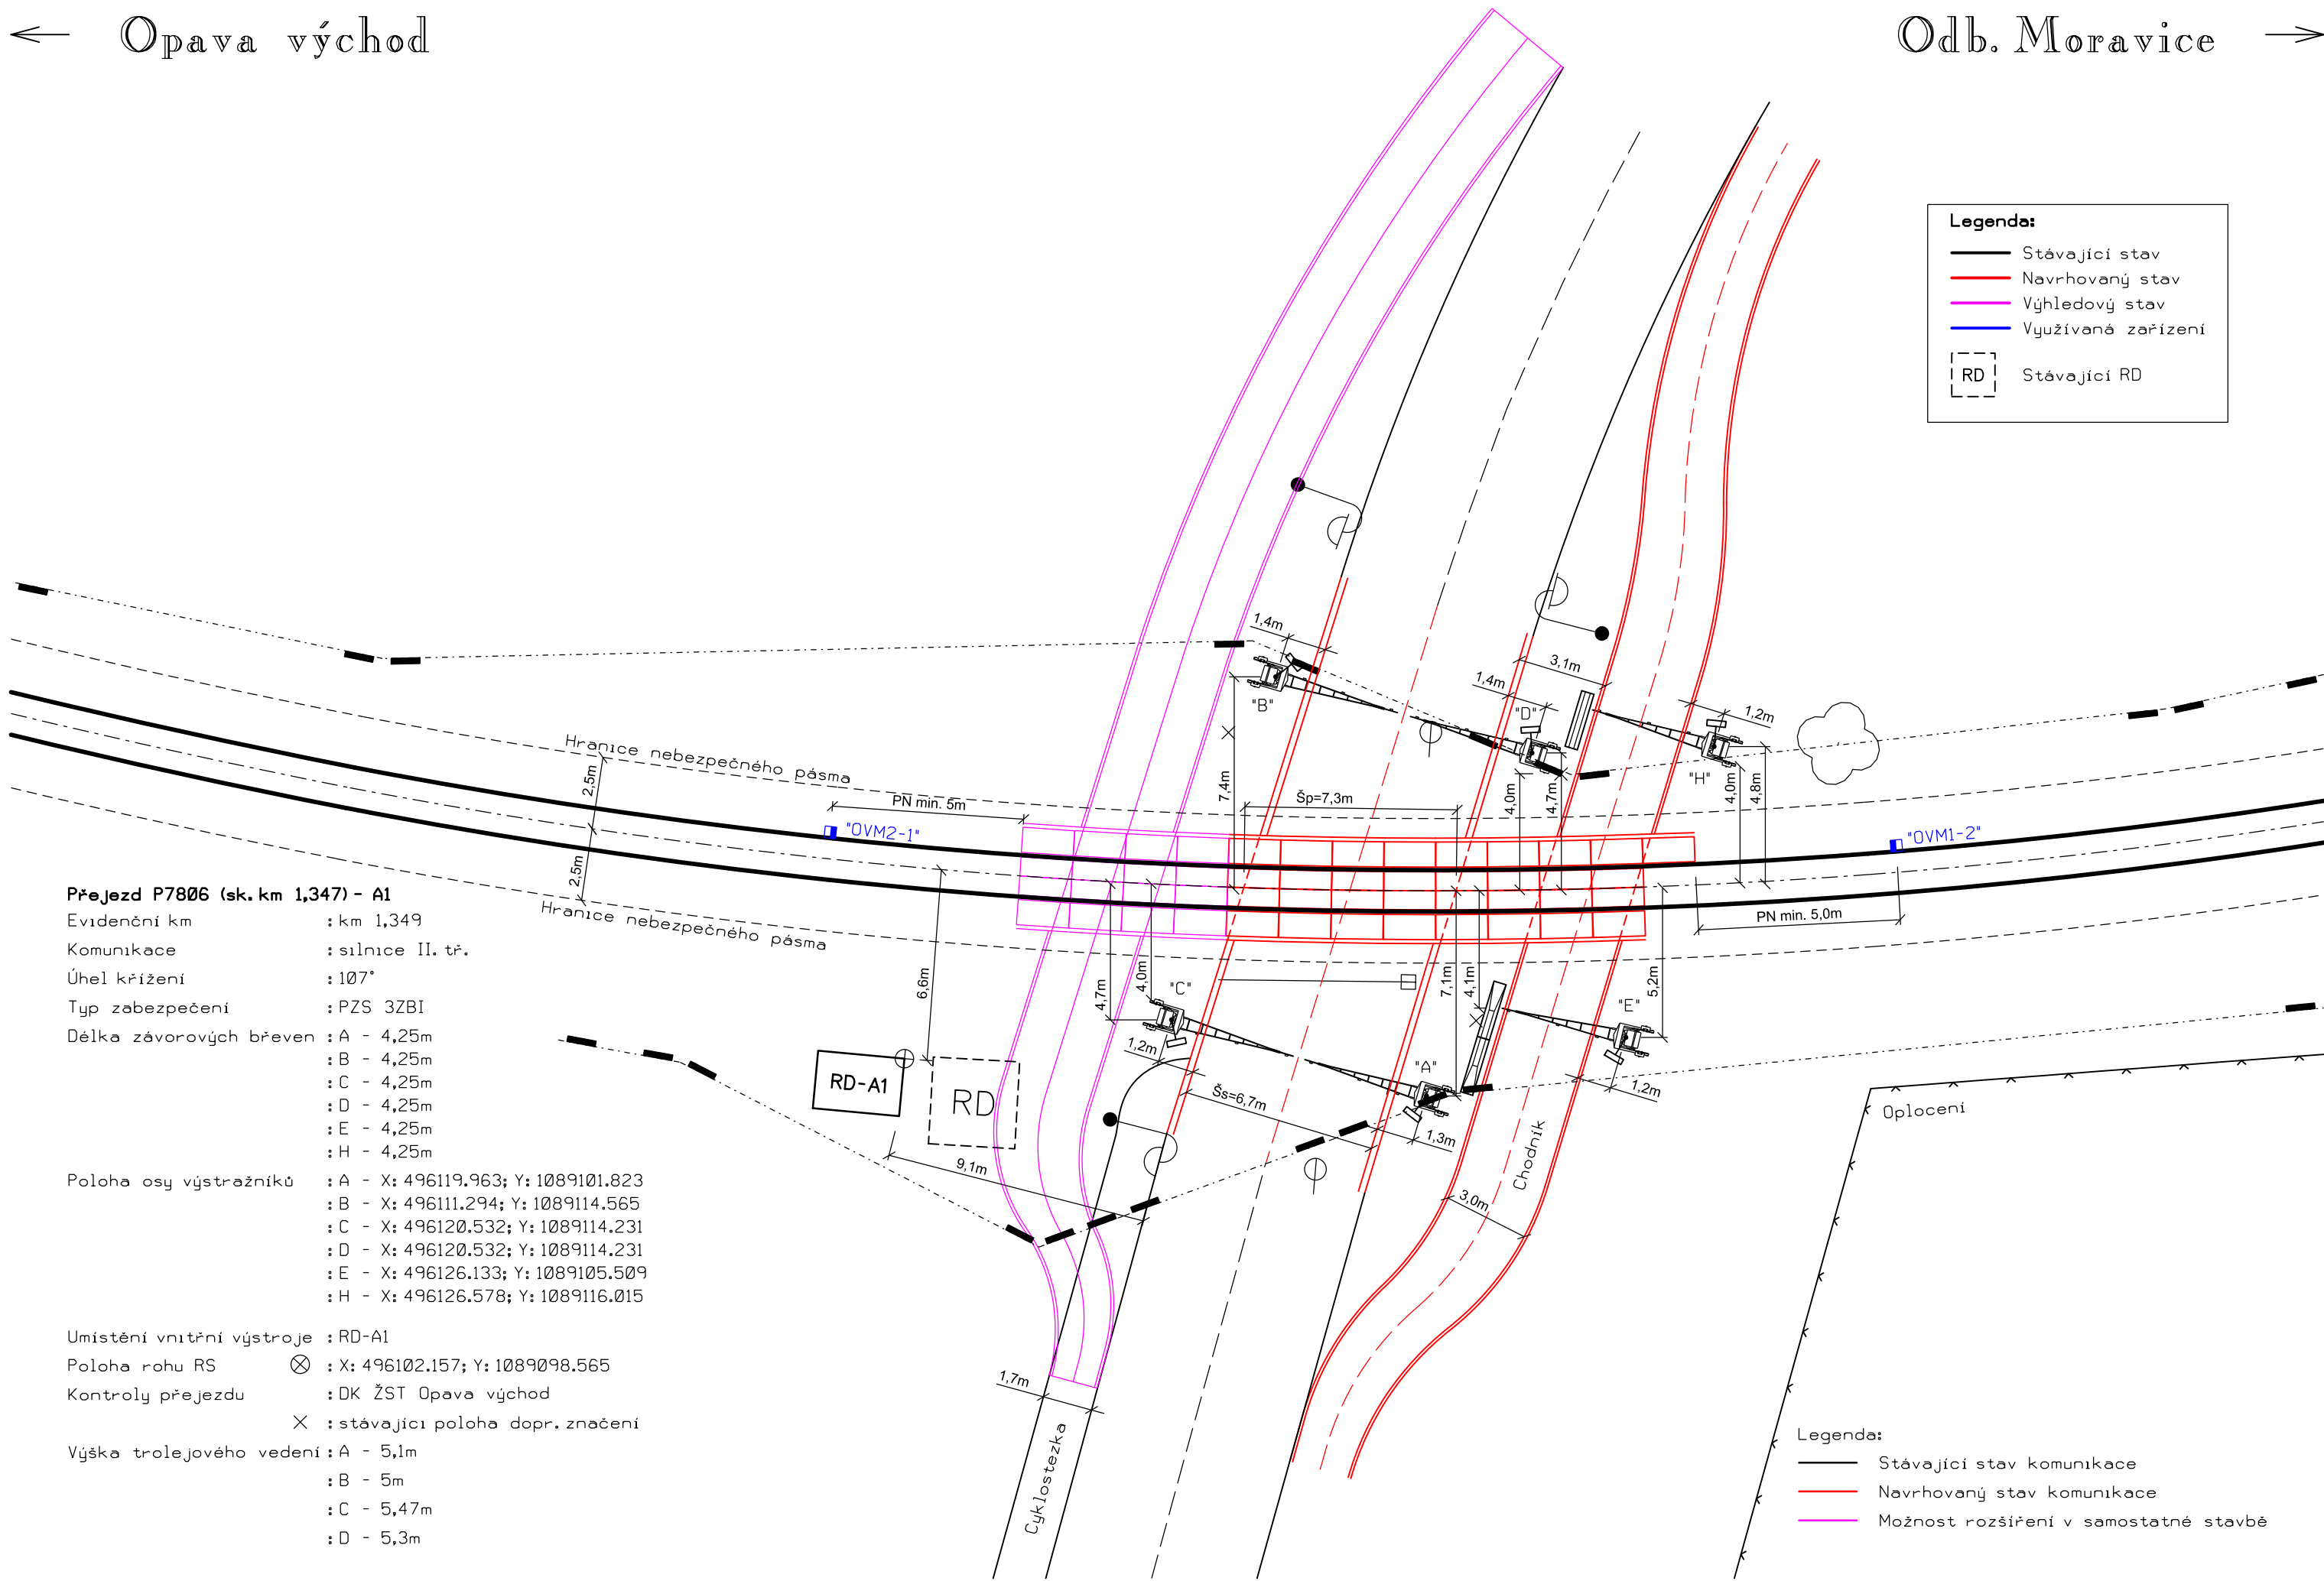 Opava východ
Odb. Moravice
Legenda:
Stávající stav
Navrhovaný stav
Výhledový stav
Využívaná zařízení
RD Stávající RD
1,4m
"B"
7,4m
1,4m
"D"
3,1m
1,2m
"H"
4,0m
4,7m
4,0m
4,8m
Hranice nebezpečného pásma
2,5m
2,5m
PN min. 5m
"OVM2-1"
Šp=7,3m
"OVM1-2"
PN min. 5,0m
Hranice nebezpečného pásma
6,6m
4,7m
4,0m
"C"
1,2m
7,1m
4,1m
"E"
5,2m
1,2m
"A"
1,3m
Šs=6,7m
RD-A1
RD
9,1m
Chodník
3,0m
Oplocení
1,7m
Cyklostezka
Přejezd P7806 (sk. km 1,347) - A1
Evidenční km : km 1,349
Komunikace : silnice II. tř.
Úhel křížení : 107°
Typ zabezpečení : PZS 3ZBI
Délka závorových břeven : A - 4,25m
: B - 4,25m
: C - 4,25m
: D - 4,25m
: E - 4,25m
: H - 4,25m
Poloha osy výstražníků : A - X: 496119.963; Y: 1089101.823
: B - X: 496111.294; Y: 1089114.565
: C - X: 496120.532; Y: 1089114.231
: D - X: 496120.532; Y: 1089114.231
: E - X: 496126.133; Y: 1089105.509
: H - X: 496126.578; Y: 1089116.015
Umístění vnitřní výstroje : RD-A1
Poloha rohu RS : X: 496102.157; Y: 1089098.565
Kontroly přejezdu : DK ŽST Opava východ
: stávající poloha dopr. značení
Výška trolejového vedení : A - 5,1m
: B - 5m
: C - 5,47m
: D - 5,3m
Legenda:
Stávající stav komunikace
Navrhovaný stav komunikace
Možnost rozšíření v samostatné stavbě